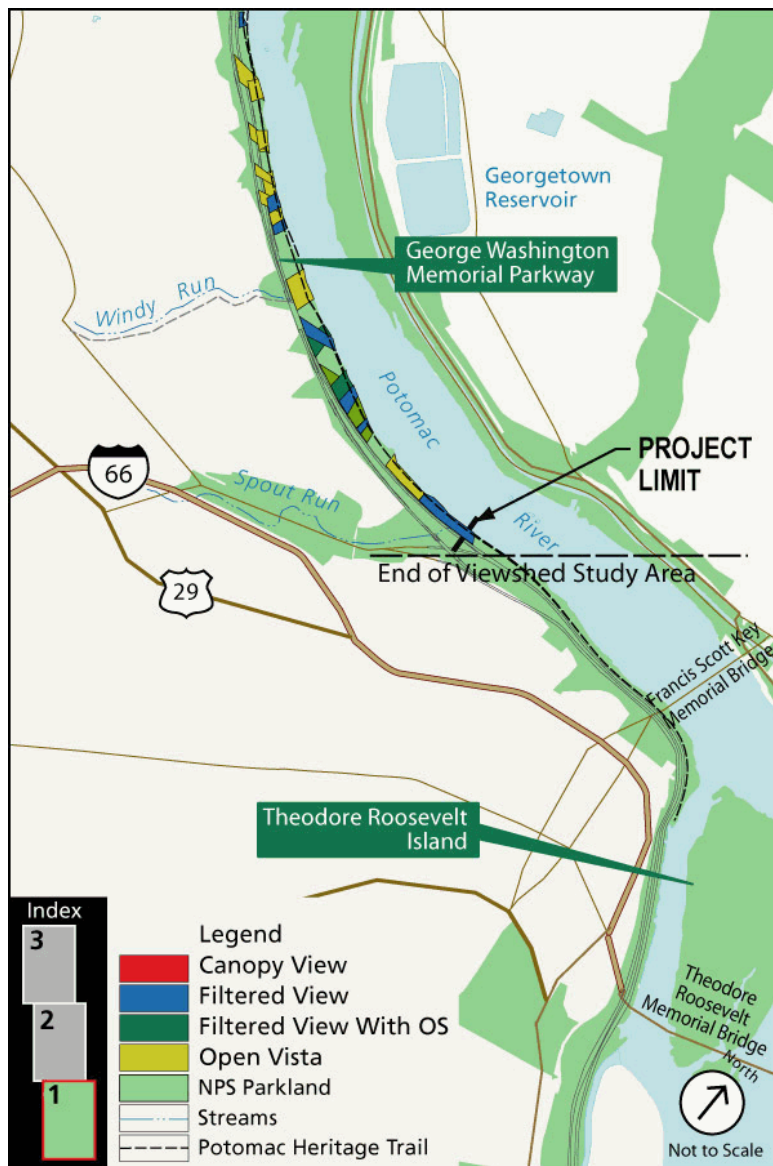 Georgetown
Reservoir
George Washington
Memorial Parkway
Windy Run
Potomac
River
PROJECT
LIMIT
66
Spout Run
End of Viewshed Study Area
29
Francis Scott Key
Memorial Bridge
Theodore Roosevelt
Island
Theodore
Roosevelt
Memorial Bridge
North
Not to Scale
Index
3
2
1
Legend
Canopy View
Filtered View
Filtered View With OS
Open Vista
NPS Parkland
Streams
Potomac Heritage Trail